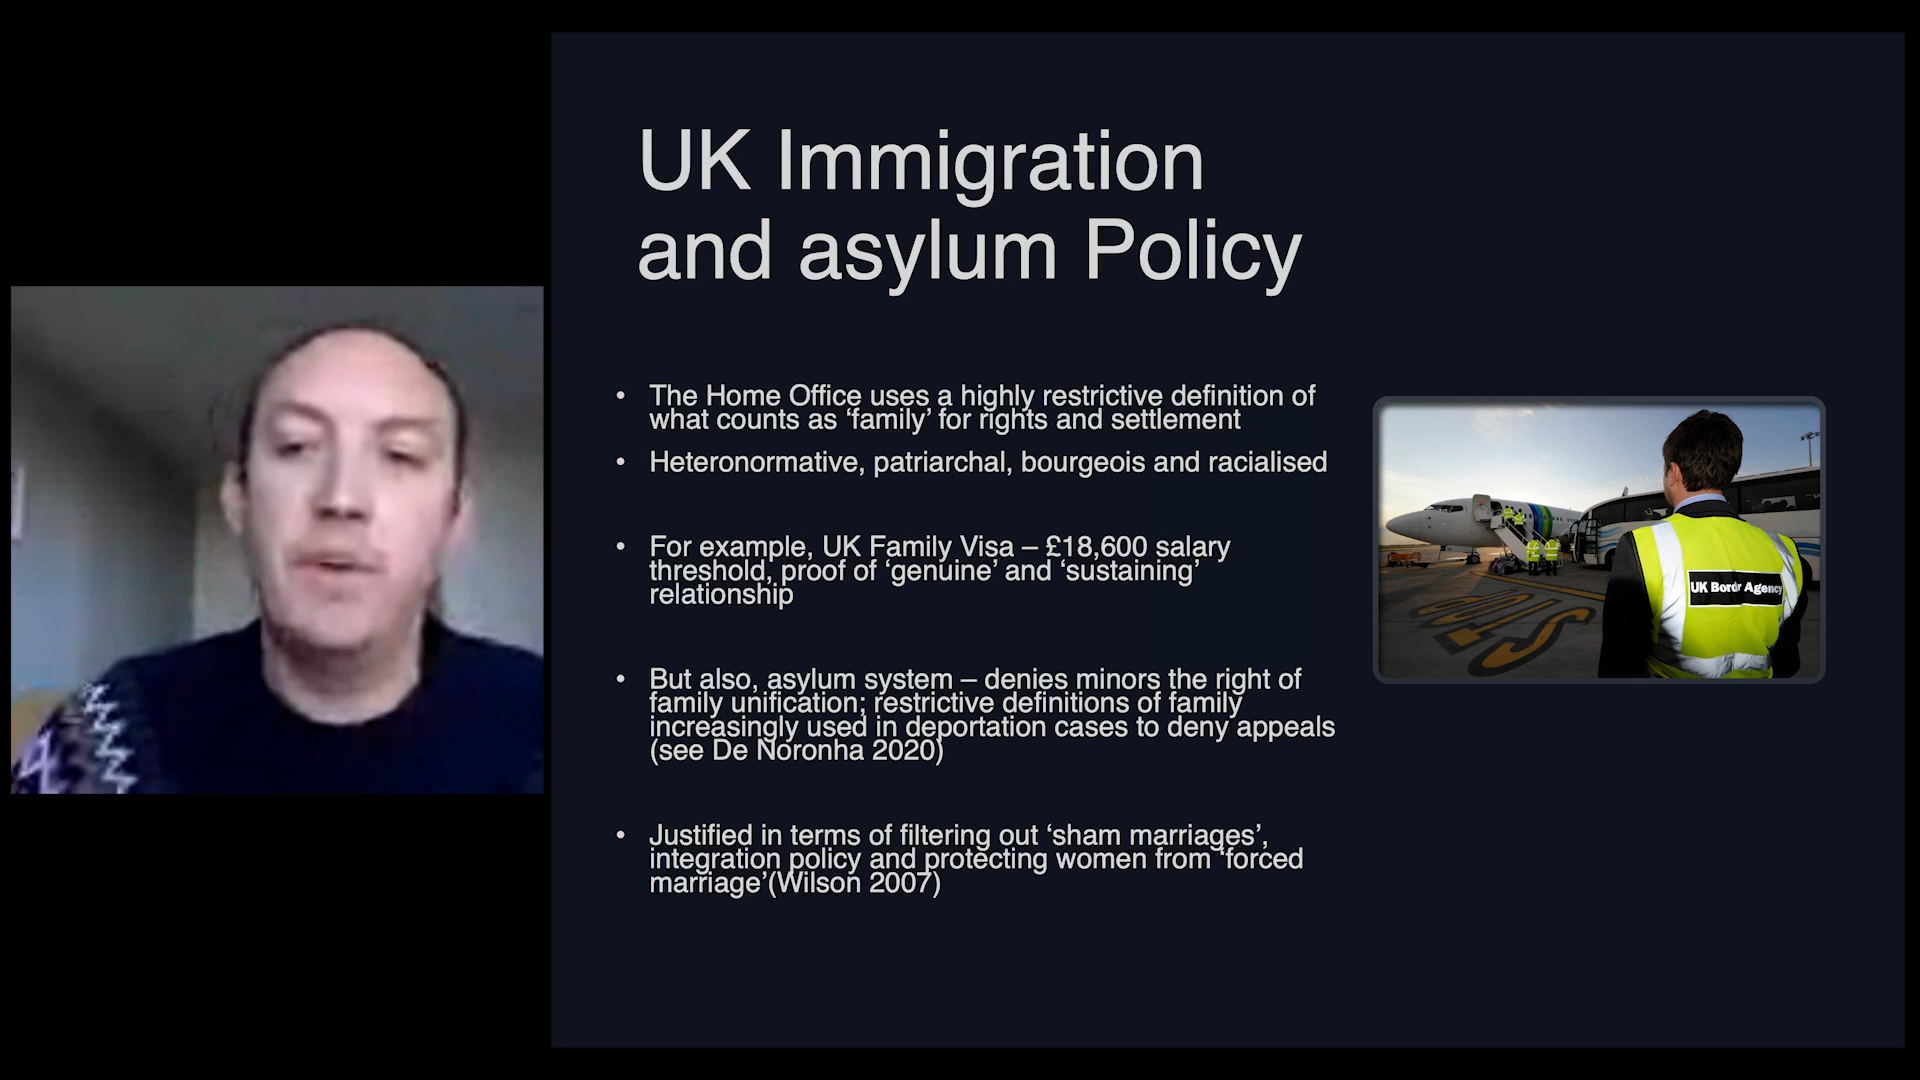 UK Immigration
and asylum Policy
• The Home Office uses a highly restrictive definition of
what counts as ‘family’ for rights and settlement
• Heteronormative, patriarchal, bourgeois and racialised
• For example, UK Family Visa – £18,600 salary
threshold, proof of ‘genuine’ and ‘sustaining’
relationship
• But also, asylum system – denies minors the right of
family unification; restrictive definitions of family
increasingly used in deportation cases to deny appeals
(see De Noronha 2020)
• Justified in terms of filtering out ‘sham marriages’,
integration policy and protecting women from ‘forced
marriage’(Wilson 2007)
STOP
UK Bordr Agency